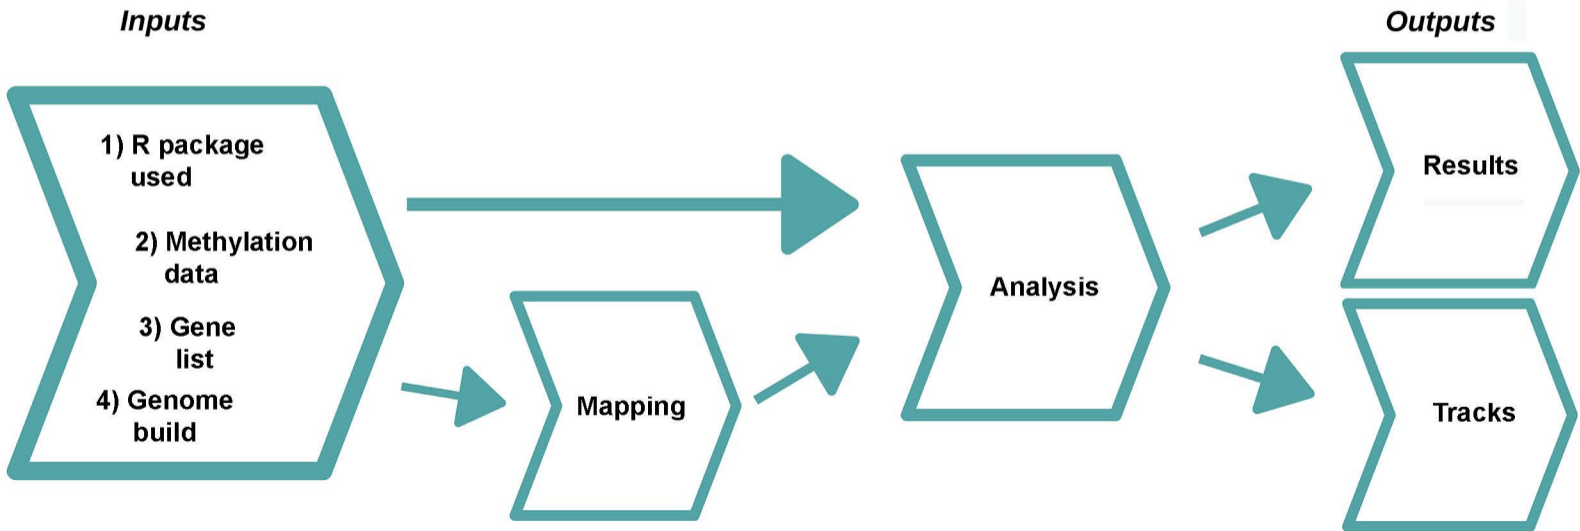 Inputs
1) R package
used
2) Methylation
data
3) Gene
list
4) Genome
build
Mapping
Analysis
Outputs
Results
Tracks